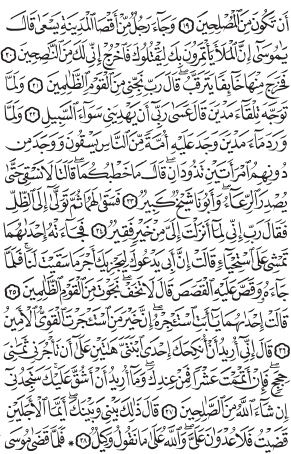 أَن تَكُونَ مِنَ ٱلْمُصْلِحِينَ ١٩ وَجَآءَ رَجُلٌ مِّنْ أَقْصَا ٱلْمَدِينَةِ يَسْعَىٰ قَالَ
يَٰمُوسَىٰٓ إِنَّ ٱلْمَلَأَ يَأْتَمِرُونَ بِكَ لِيَقْتُلُوكَ فَٱخْرُجْ إِنِّى لَكَ مِنَ ٱلنَّٰصِحِينَ ٢٠
فَخَرَجَ مِنْهَا خَآئِفًا يَتَرَقَّبُ ۖ قَالَ رَبِّ نَجِّنِى مِنَ ٱلْقَوْمِ ٱلظَّٰلِمِينَ ٢١ وَلَمَّا
تَوَجَّهَ تِلْقَآءَ مَدْيَنَ قَالَ عَسَىٰ رَبِّىٓ أَن يَهْدِيَنِى سَوَآءَ ٱلسَّبِيلِ ٢٢ وَلَمَّا
وَرَدَ مَآءَ مَدْيَنَ وَجَدَ عَلَيْهِ أُمَّةً مِّنَ ٱلنَّاسِ يَسْقُونَ وَوَجَدَ مِن
دُونِهِمُ ٱمْرَأَتَيْنِ تَذُودَانِ ۖ قَالَ مَا خَطْبُكُمَا ۖ قَالَتَا لَا نَسْقِى حَتَّىٰ
يُصْدِرَ ٱلرِّعَآءُ ۖ وَأَبُونَا شَيْخٌ كَبِيرٌ ٢٣ فَسَقَىٰ لَهُمَا ثُمَّ تَوَلَّىٰٓ إِلَى ٱلظِّلِّ
فَقَالَ رَبِّ إِنِّى لِمَآ أَنزَلْتَ إِلَىَّ مِنْ خَيْرٍ فَقِيرٌ ٢٤ فَجَآءَتْهُ إِحْدَىٰهُمَا
تَمْشِى عَلَى ٱسْتِحْيَآءٍ قَالَتْ إِنَّ أَبِى يَدْعُوكَ لِيَجْزِيَكَ أَجْرَ مَا سَقَيْتَ لَنَا ۚ فَلَمَّا
جَآءَهُۥ وَقَصَّ عَلَيْهِ ٱلْقَصَصَ قَالَ لَا تَخَفْ ۖ نَجَوْتَ مِنَ ٱلْقَوْمِ ٱلظَّٰلِمِينَ ٢٥
قَالَتْ إِحْدَىٰهُمَا يَٰٓأَبَتِ ٱسْتَـْٔجِرْهُ ۖ إِنَّ خَيْرَ مَنِ ٱسْتَـْٔجَرْتَ ٱلْقَوِىُّ ٱلْأَمِينُ
٢٦ قَالَ إِنِّىٓ أُرِيدُ أَنْ أُنكِحَكَ إِحْدَى ٱبْنَتَىَّ هَٰتَيْنِ عَلَىٰٓ أَن تَأْجُرَنِى ثَمَٰنِىَ
حِجَجٍ ۖ فَإِنْ أَتْمَمْتَ عَشْرًا فَمِنْ عِندِكَ ۖ وَمَآ أُرِيدُ أَنْ أَشُقَّ عَلَيْكَ ۚ سَتَجِدُنِىٓ
إِن شَآءَ ٱللَّهُ مِنَ ٱلصَّٰلِحِينَ ٢٧ قَالَ ذَٰلِكَ بَيْنِى وَبَيْنَكَ ۖ أَيَّمَا ٱلْأَجَلَيْنِ
قَضَيْتُ فَلَا عُدْوَٰنَ عَلَىَّ ۖ وَٱللَّهُ عَلَىٰ مَا نَقُولُ وَكِيلٌ ٢٨ ۞ فَلَمَّا قَضَىٰ مُوسَى